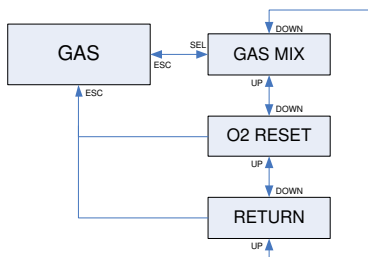 DOWN
GAS
SEL
ESC
GAS MIX
ESC
UP
DOWN
O2 RESET
UP
DOWN
RETURN
UP